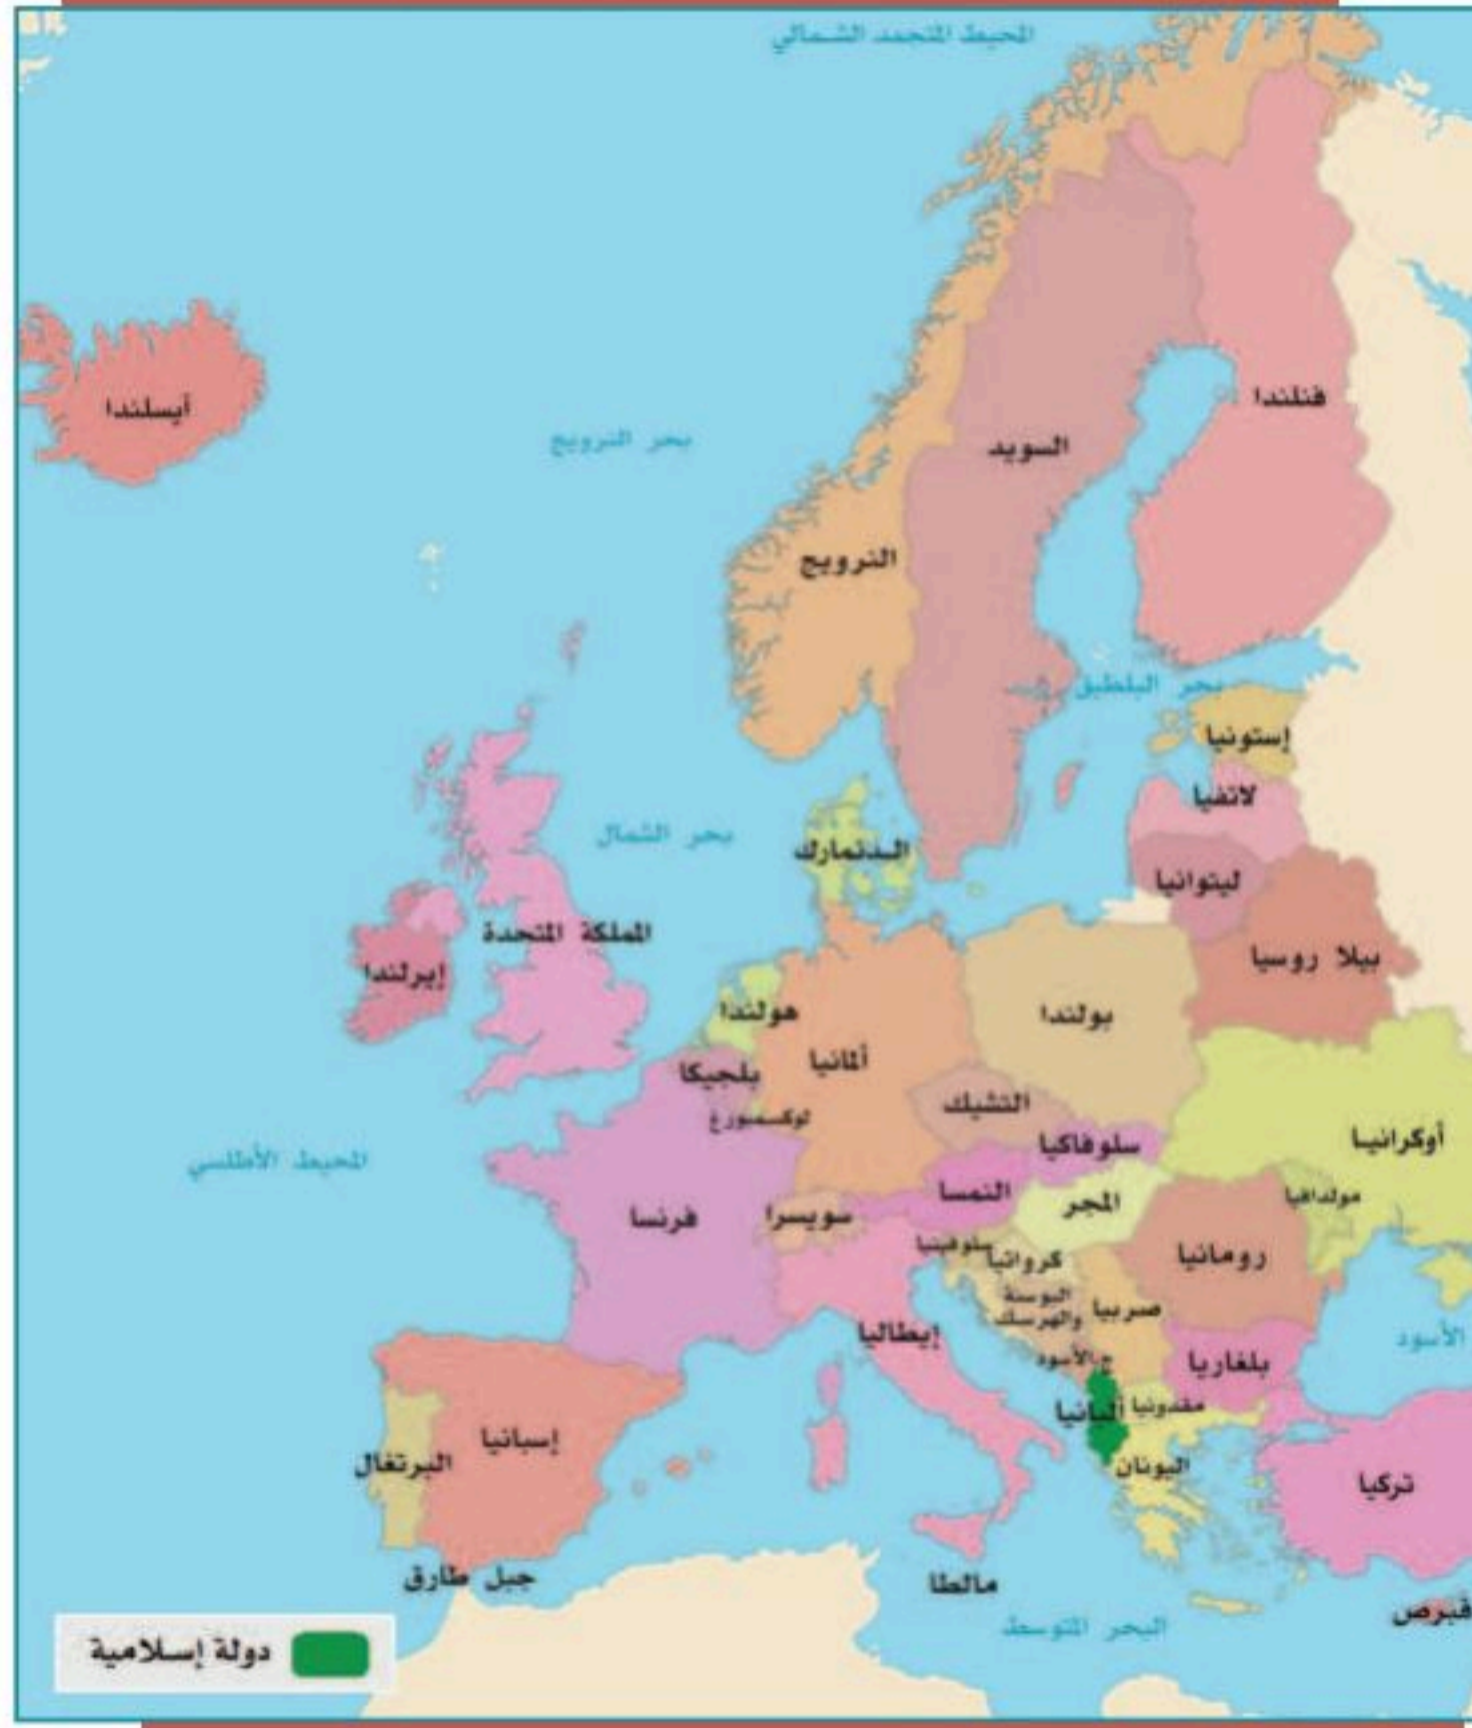 المحيط المتجمد الشمالي
أيسلندا
فنلندا
بحر النرويج
السويد
النرويج
بحر البلطيق
إستونيا
لاتفيا
بحر الشمال
الدنمارك
ليتوانيا
المملكة المتحدة
بيلا روسيا
إيرلندا
هولندا
بولندا
ألمانيا
بلجيكا
التشيك
لوكسمبورغ
أوكرانيا
سلوفاكيا
المحيط الأطلسي
النمسا
مولدافيا
المجر
فرنسا
سويسرا
سلوفينيا
كرواتيا
رومانيا
البوسنة
والهرسك
صربيا
إيطاليا
الأسود
ج.الأسود
بلغاريا
ألبانيا
مقدونيا
إسبانيا
البرتغال
اليونان
تركيا
جبل طارق
مالطا
قبرص
البحر المتوسط
دولة إسلامية